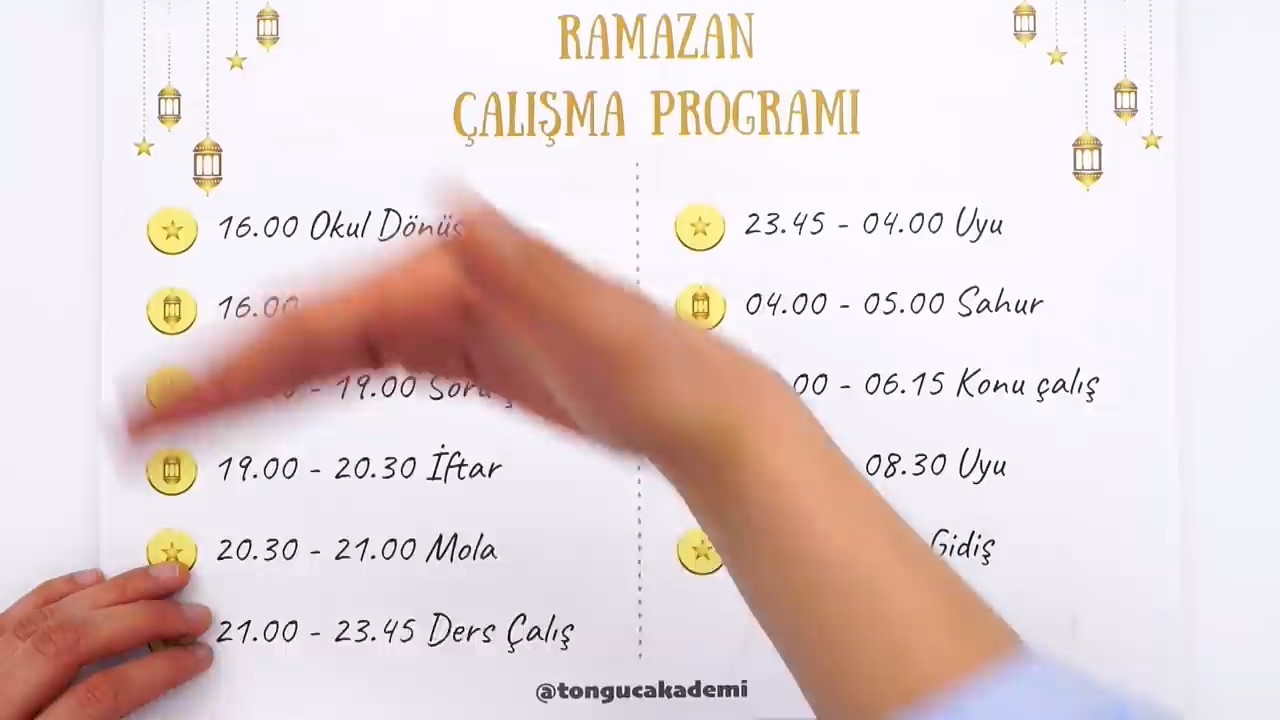 RAMAZAN
ÇALIŞMA PROGRAMI
16.00 Okul Dönüş
16.00
- 19.00 Soru
19.00 - 20.30 İftar
20.30 - 21.00 Mola
21.00 - 23.45 Ders Çalış
23.45 - 04.00 Uyu
04.00 - 05.00 Sahur
00 - 06.15 Konu çalış
08.30 Uyu
Gidiş
@tongucakademi